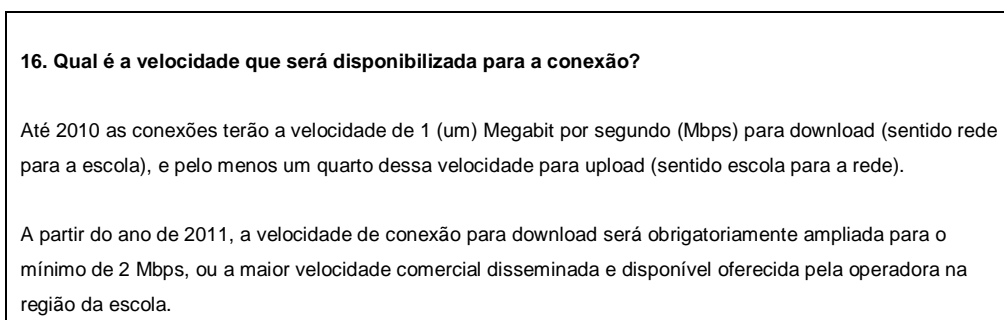 16. Qual é a velocidade que será disponibilizada para a conexão?
Até 2010 as conexões terão a velocidade de 1 (um) Megabit por segundo (Mbps) para download (sentido rede
para a escola), e pelo menos um quarto dessa velocidade para upload (sentido escola para a rede).
A partir do ano de 2011, a velocidade de conexão para download será obrigatoriamente ampliada para o
mínimo de 2 Mbps, ou a maior velocidade comercial disseminada e disponível oferecida pela operadora na
região da escola.